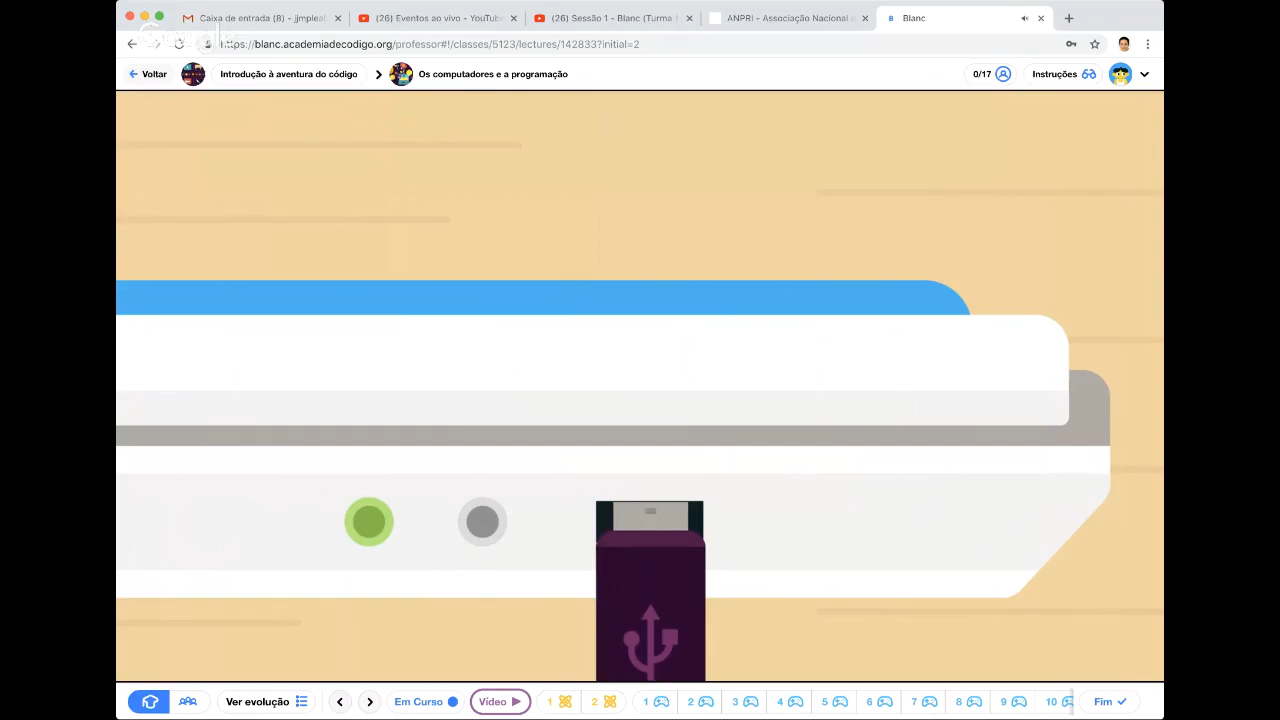 Caixa de entrada (8) - jjmpleal
(26) Eventos ao vivo - YouTube
(26) Sessão 1 - Blanc (Turma 1
ANPRI - Associação Nacional d
Blanc
https://blanc.academiadecodigo.org/professor#!/classes/5123/lectures/142833?initial=2
Voltar
Introdução à aventura do código
Os computadores e a programação
0/17
Instruções
Ver evolução
Em Curso
Vídeo
1
2
1
2
3
4
5
6
7
8
9
10
Fim